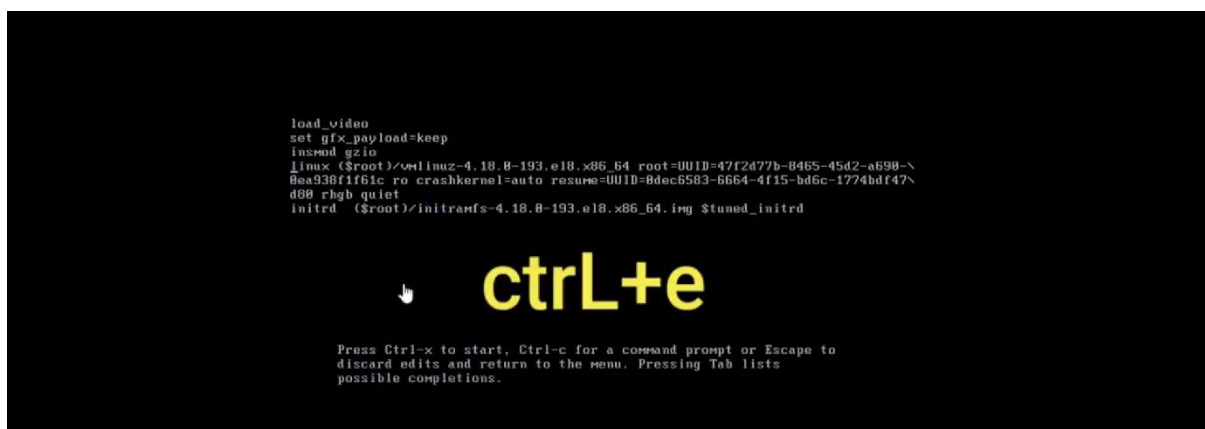 load_video
set gfx_payload=keep
insmod gzio
linux ($root)/vmlinuz-4.18.0-193.el8.x86_64 root=UUID=47f2d77b-8465-45d2-a690-\
0ea938f1f61c ro crashkernel=auto resume=UUID=0dec6583-6664-4f15-bd6c-1774bdf47\
d80 rhgb quiet
initrd  ($root)/initramfs-4.18.0-193.el8.x86_64.img $tuned_initrd
ctrL+e
Press Ctrl-x to start, Ctrl-c for a command prompt or Escape to
discard edits and return to the menu. Pressing Tab lists
possible completions.